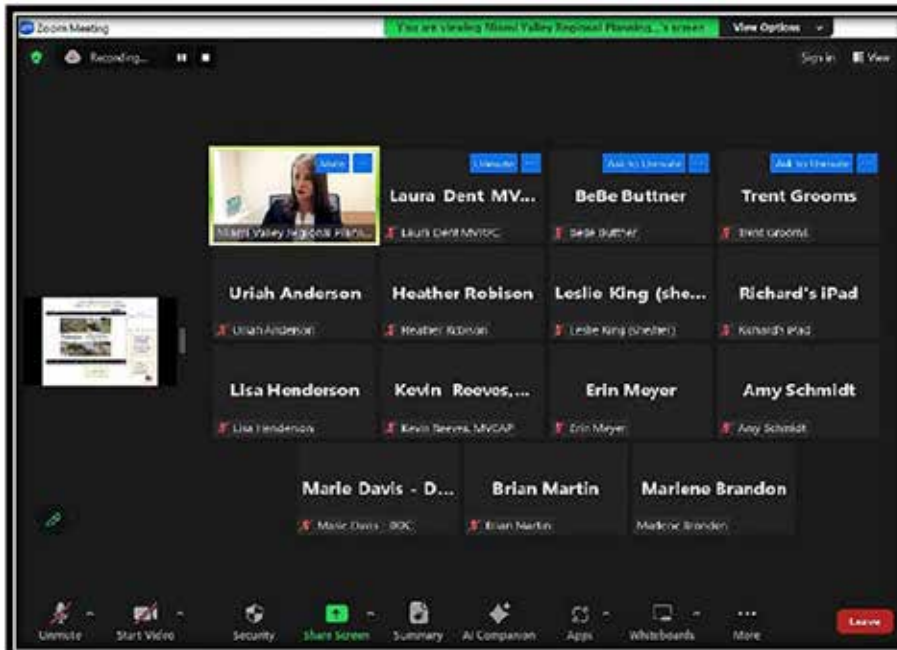 Zoom Meeting
You are viewing Miami Valley Regional Planning...'s screen
View Options
Recording...
Sign in
View
Mute
Unmute
Ask to Unmute
Ask to Unmute
Miami Valley Regional Plann...
Laura Dent MV...
Laura Dent MVRPC
BeBe Buttner
BeBe Buttner
Trent Grooms
Trent Grooms
Uriah Anderson
Uriah Anderson
Heather Robison
Heather Robison
Leslie King (she...
Leslie King (she/her)
Richard's iPad
Richard's iPad
Lisa Henderson
Lisa Henderson
Kevin Reeves,...
Kevin Reeves, MVCAP
Erin Meyer
Erin Meyer
Amy Schmidt
Amy Schmidt
Marie Davis - D...
Marie Davis -
Brian Martin
Brian Martin
Marlene Brandon
Marlene Brandon
Unmute
Start Video
Security
Share Screen
Summary
AI Companion
Apps
Whiteboards
More
Leave